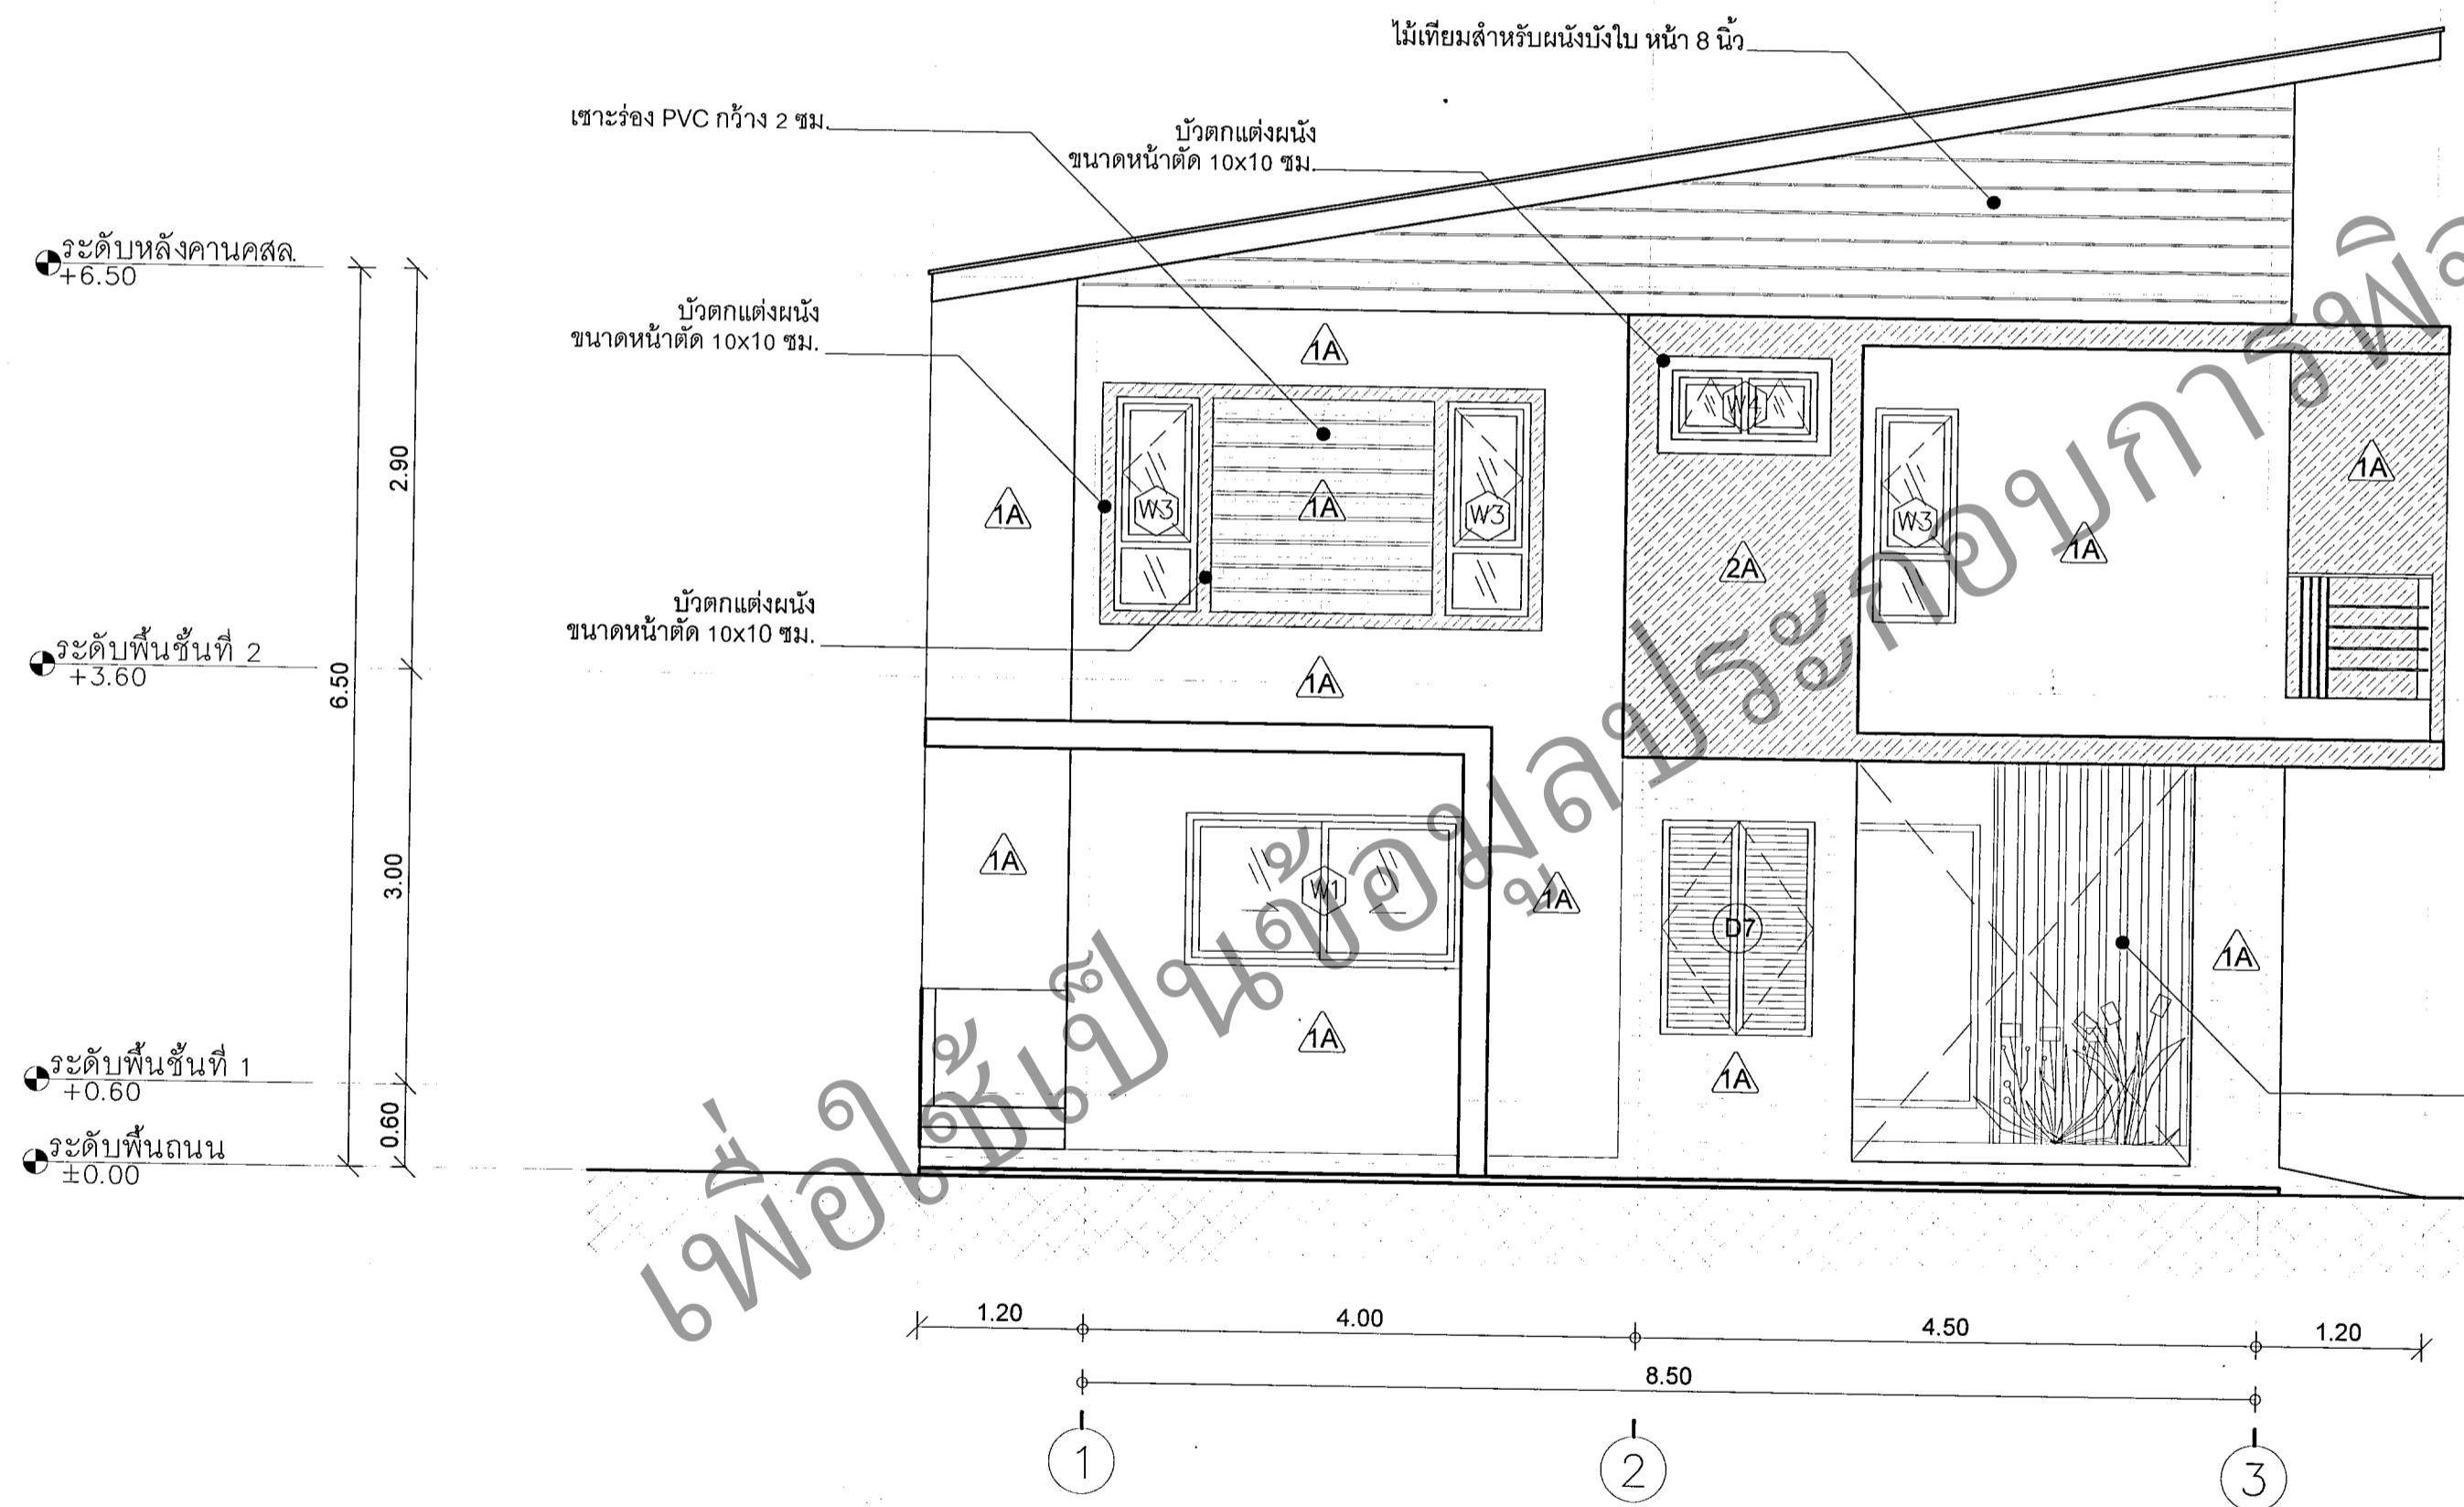 ไม้เทียมสำหรับผนังบังใบ หน้า 8 นิ้ว
เซาะร่อง PVC กว้าง 2 ซม.
บัวตกแต่งผนัง
ขนาดหน้าตัด 10x10 ซม.
ระดับหลังคานคสล.
+6.50
บัวตกแต่งผนัง
ขนาดหน้าตัด 10x10 ซม.
1A
W4
2.90
1A
1A
W3
1A
W3
W3
1A
2A
บัวตกแต่งผนัง
ขนาดหน้าตัด 10x10 ซม.
ระดับพื้นชั้นที่ 2
+3.60
6.50
1A
3.00
1A
W1
1A
D7
1A
1A
1A
ระดับพื้นชั้นที่ 1
+0.60
0.60
ระดับพื้นถนน
±0.00
เพื่อใช้เป็นข้อมูลประกอบการพิ
1.20
4.00
4.50
1.20
8.50
1
2
3